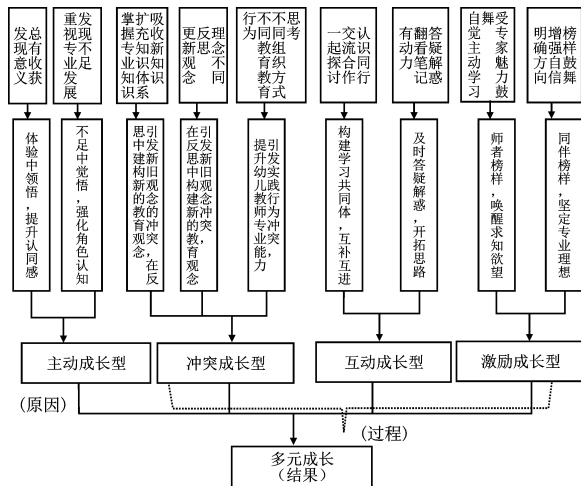 总有收获
发现意义
发现不足
重视专业发展
吸收新知识
扩充知识体系
掌握专业知识
理念不同
反思
更新观念
思考
不同组织方式
不同教育教育
行为
认识同行
交流合作
一起探讨
答疑解惑
翻看笔记
有动力
受专家魅力鼓
舞
自觉主动学习
榜样鼓舞
增强自信
明确方向
体验中领悟，提升认同感
不足中觉悟，强化角色认知
引发新旧观念的冲突，在反
思中建构新的教育观念
引发新旧观念冲突，
在反思中构建新的教育观念
引发实践行为冲突，
提升幼儿教师专业能力
构建学习共同体，互补互进
及时答疑解惑，开拓思路
师者榜样，唤醒求知欲望
同伴榜样，坚定专业理想
主动成长型
冲突成长型
互动成长型
激励成长型
(原因)
(过程)
多元成长
（结果）